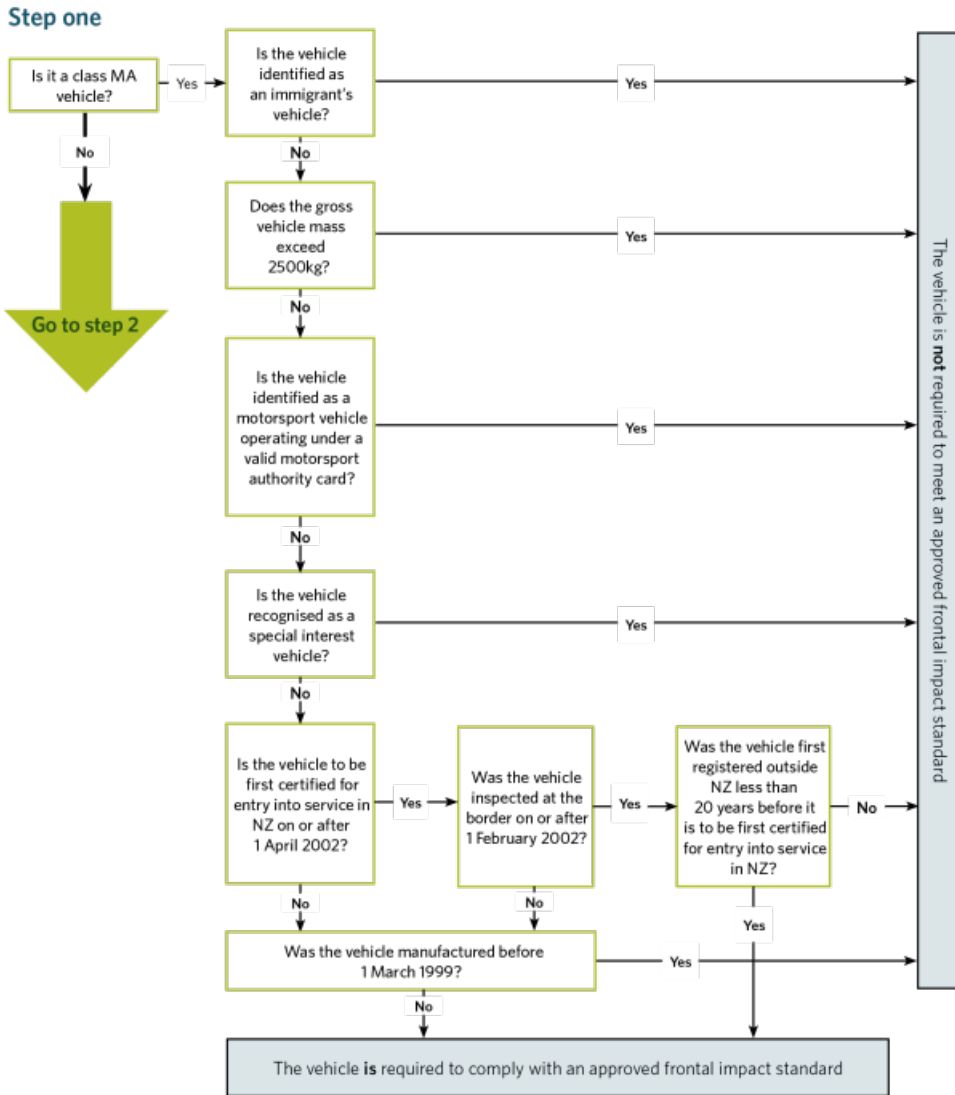 Step one
Is it a class MA
vehicle?
Yes
No
Go to step 2
Is the vehicle
identified as
an immigrant's
vehicle?
Yes
No
Does the gross
vehicle mass
exceed
2500kg?
Yes
No
Is the vehicle
identified as a
motorsport vehicle
operating under a
valid motorsport
authority card?
Yes
No
Is the vehicle
recognised as a
special interest
vehicle?
Yes
No
Is the vehicle to be
first certified for
entry into service in
NZ on or after
1 April 2002?
Yes
No
Was the vehicle
inspected at the
border on or after
1 February 2002?
Yes
No
Was the vehicle first
registered outside
NZ less than
20 years before it
is to be first certified
for entry into service
in NZ?
No
Yes
Was the vehicle manufactured before
1 March 1999?
Yes
No
The vehicle is not required to meet an approved frontal impact standard
The vehicle is required to comply with an approved frontal impact standard